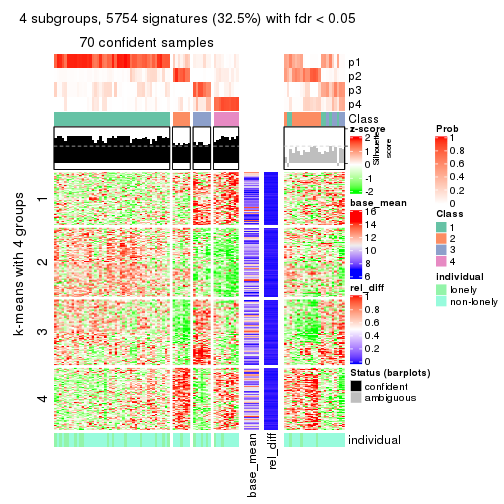 4 subgroups, 5754 signatures (32.5%) with fdr < 0.05
70 confident samples
p1
p2
p3
p4
Class
Silhouette
score
k-means with 4 groups
1
2
3
4
individual
base_mean
rel_diff
z-score
2
1
0
-1
-2
base_mean
16
14
12
10
8
6
rel_diff
1
0.8
0.6
0.4
0.2
0
Status (barplots)
confident
ambiguous
Prob
1
0.8
0.6
0.4
0.2
0
Class
1
2
3
4
individual
lonely
non-lonely